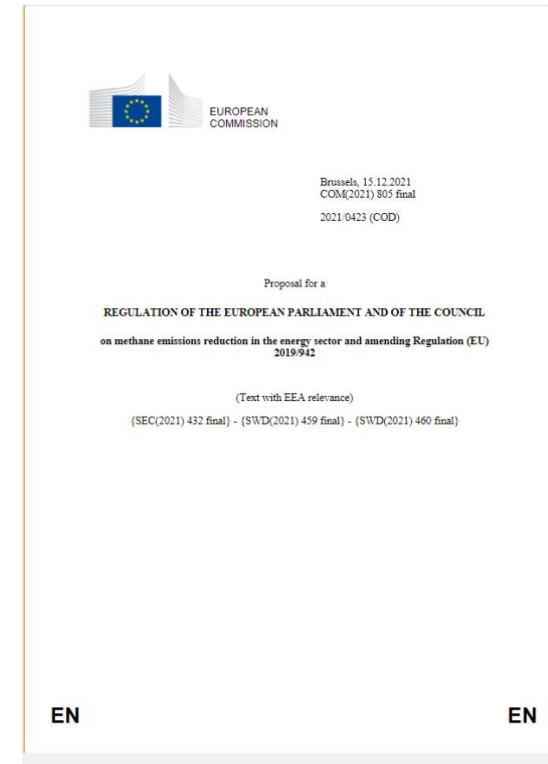 EUROPEAN
COMMISSION
Brussels, 15.12.2021
COM(2021) 805 final
2021/0423 (COD)
Proposal for a
REGULATION OF THE EUROPEAN PARLIAMENT AND OF THE COUNCIL
on methane emissions reduction in the energy sector and amending Regulation (EU)
2019/942
(Text with EEA relevance)
{SEC(2021) 432 final} - {SWD(2021) 459 final} - {SWD(2021) 460 final}
EN EN